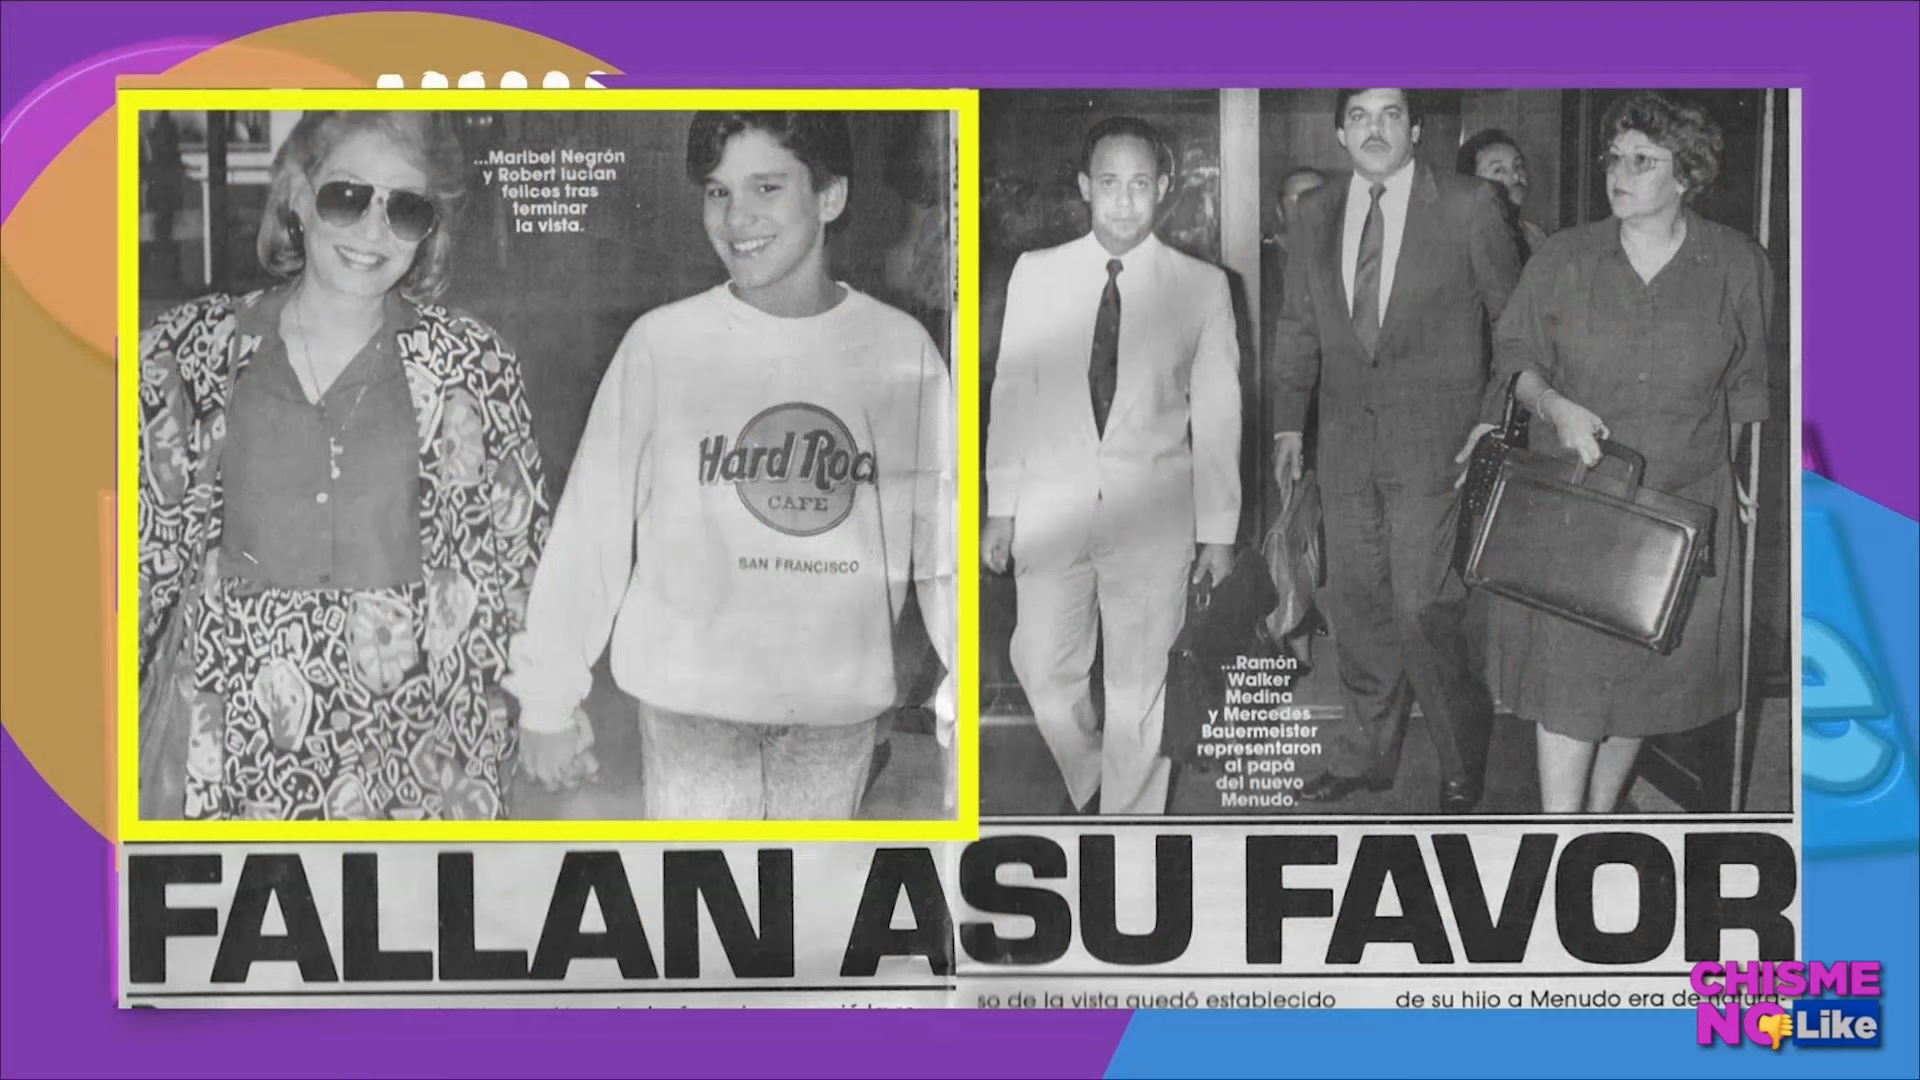 ...Maribel Negrón
y Robert lucían
felices tras
terminar
la vista.
Hard Roc
CAFE
SAN FRANCISCO
...Ramón
Walker
Medina
y Mercedes
Bauermeister
representaron
al papá
del nuevo
Menudo.
FALLAN A SU FAVOR
so de la vista quedó establecido
de su hijo a Menudo era de natura-
CHISME
NO Like